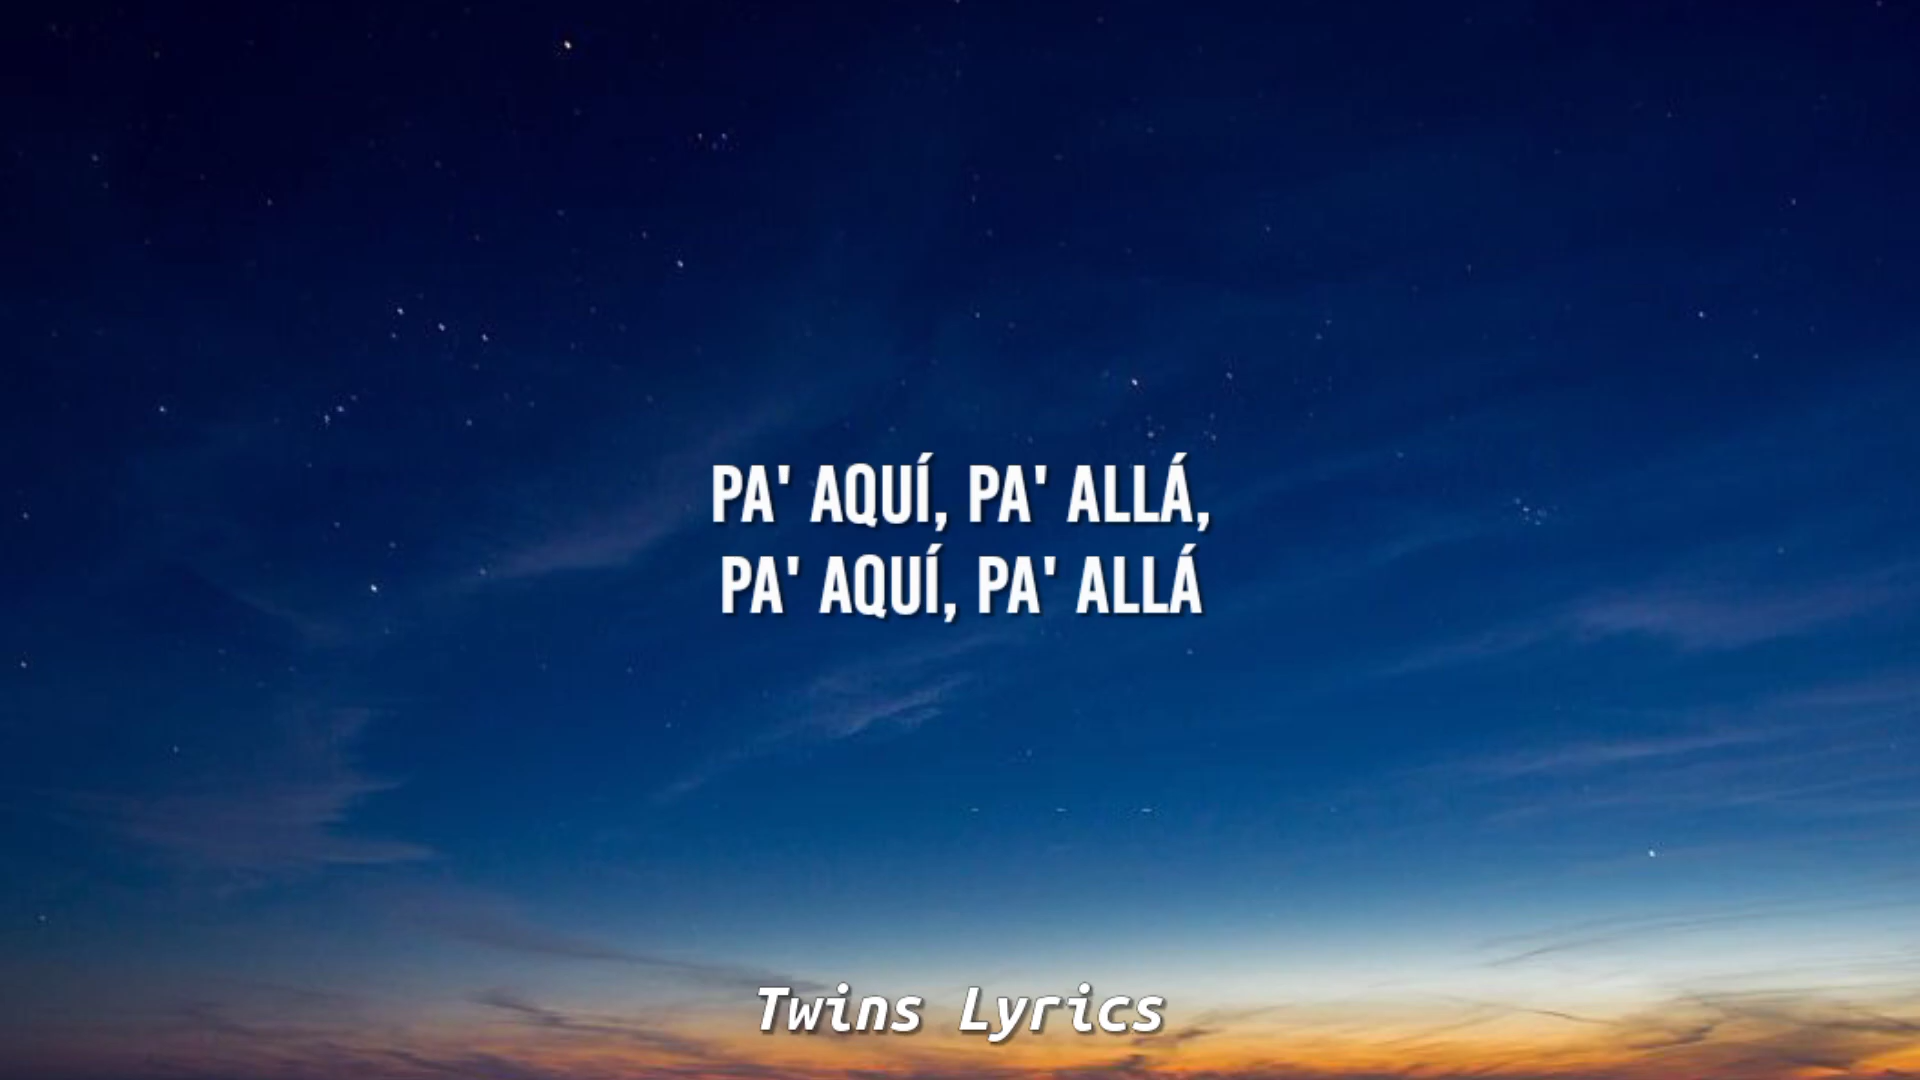 PA' AQUÍ, PA' ALLÁ,
PA' AQUÍ, PA' ALLÁ
Twins Lyrics